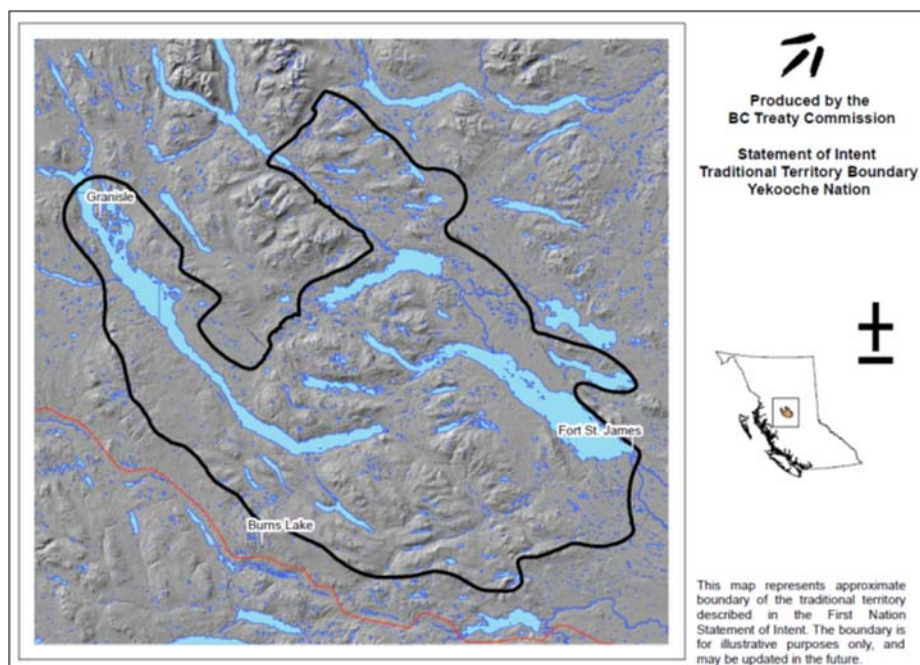 Produced by the
BC Treaty Commission
Statement of Intent
Traditional Territory Boundary
Yekooche Nation
Granisle
Fort St. James
Burns Lake
This map represents approximate
boundary of the traditional territory
described in the First Nation
Statement of Intent. The boundary is
for illustrative purposes only, and
may be updated in the future.